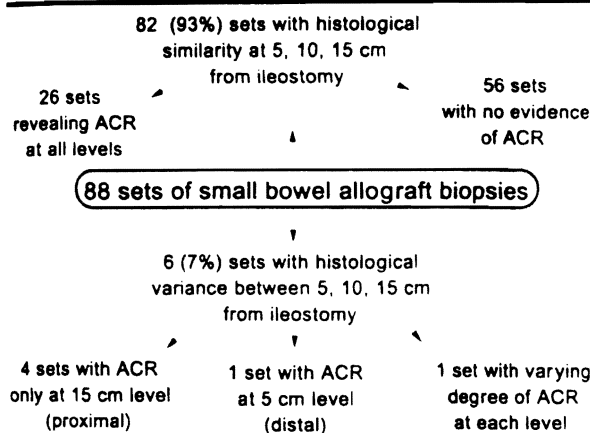 82 (93%) sets with histological
similarity at 5, 10, 15 cm
from ileostomy
26 sets
revealing ACR
at all levels
56 sets
with no evidence
of ACR
88 sets of small bowel allograft biopsies
6 (7%) sets with histological
variance between 5, 10, 15 cm
from ileostomy
4 sets with ACR
only at 15 cm level
(proximal)
1 set with ACR
at 5 cm level
(distal)
1 set with varying
degree of ACR
at each level